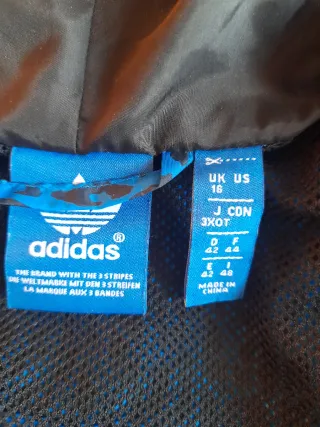 adidas®
THE BRAND WITH THE 3 STRIPES
DIE WELTMARKE MIT DEN 3 STREIFEN
LA MARQUE AUX 3 BANDES
UK US
16
J CDN
3XOT
D F
42 44
E I
42 48
MADE IN
CHINA